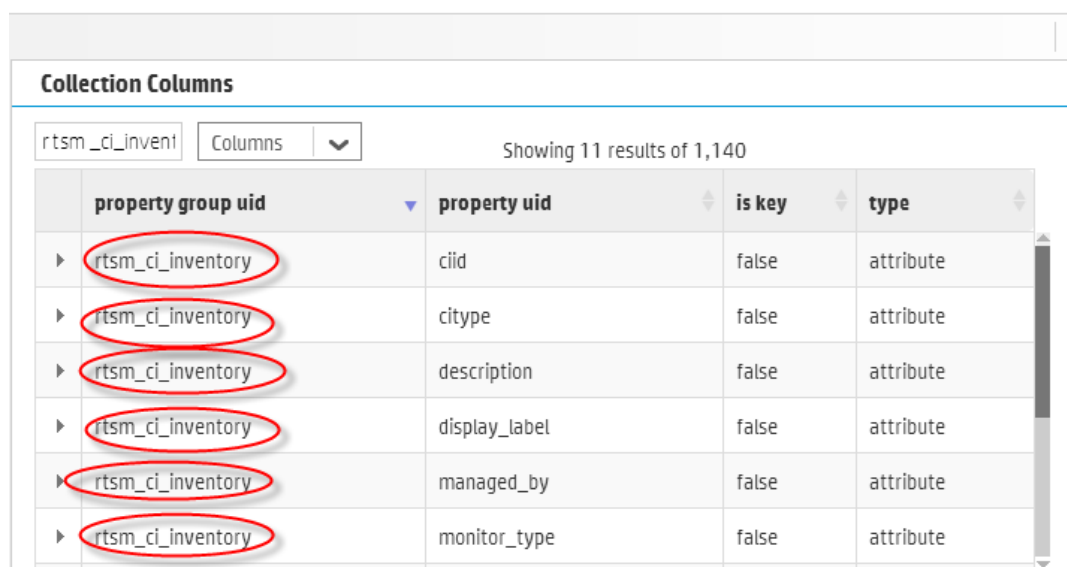 Collection Columns
rtsm _ci_invent Columns Showing 11 results of 1,140
property group uid property uid is key type
rtsm_ci_inventory ciid false attribute
rtsm_ci_inventory citype false attribute
rtsm_ci_inventory description false attribute
rtsm_ci_inventory display_label false attribute
rtsm_ci_inventory managed_by false attribute
rtsm_ci_inventory monitor_type false attribute